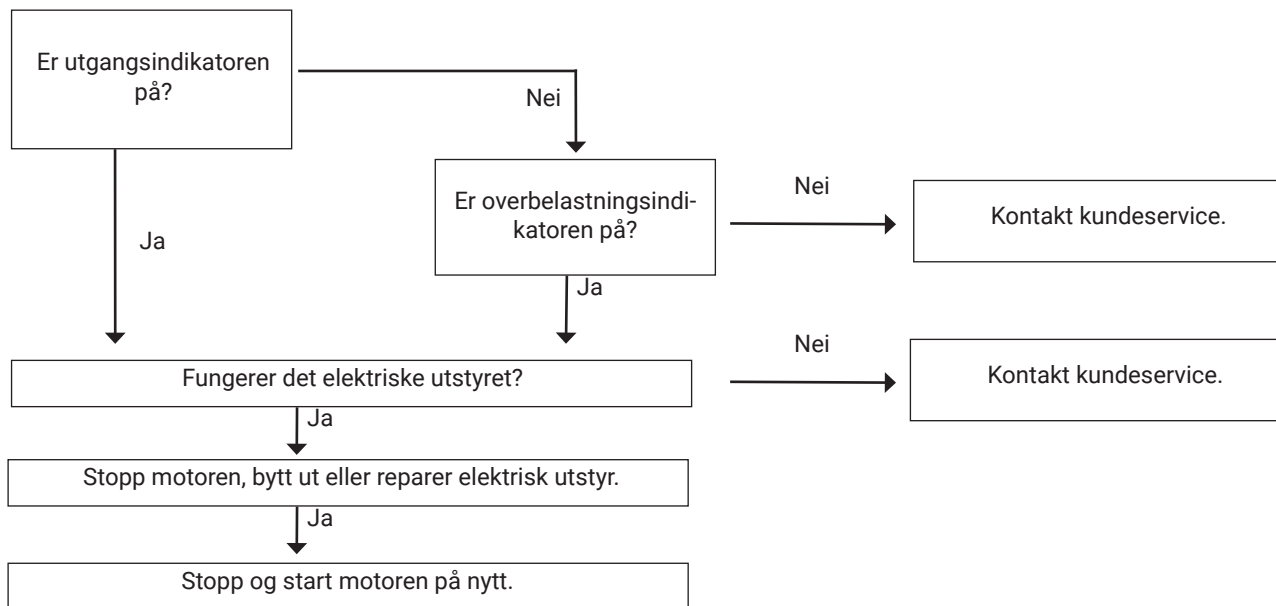 Er utgangsindikatoren
på?
Nei
Er overbelastningsindi-
katoren på?
Nei
Kontakt kundeservice.
Ja
Ja
Fungerer det elektriske utstyret?
Nei
Kontakt kundeservice.
Ja
Stopp motoren, bytt ut eller reparer elektrisk utstyr.
Ja
Stopp og start motoren på nytt.